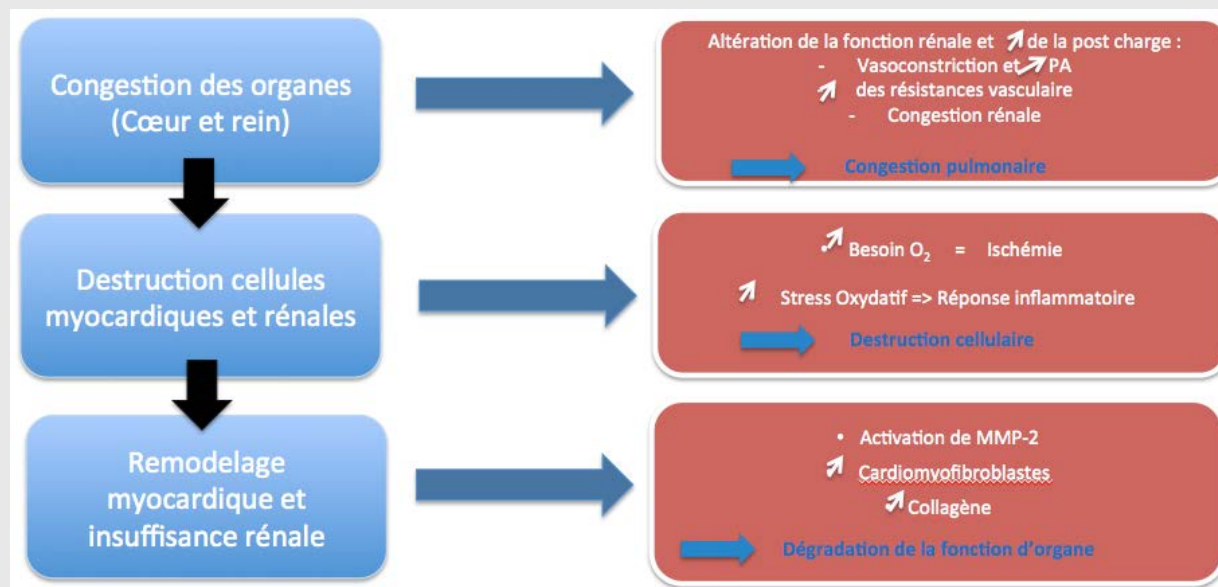 Congestion des organes
(Cœur et rein)
Altération de la fonction rénale et de la post charge :
- Vasoconstriction et PA
des résistances vasculaire
- Congestion rénale
Congestion pulmonaire
Destruction cellules
myocardiques et rénales
• Besoin O₂ = Ischémie
Stress Oxydatif => Réponse inflammatoire
Destruction cellulaire
Remodelage
myocardique et
insuffisance rénale
• Activation de MMP-2
• Cardiomyofibroblastes
• Collagène
Dégradation de la fonction d'organe